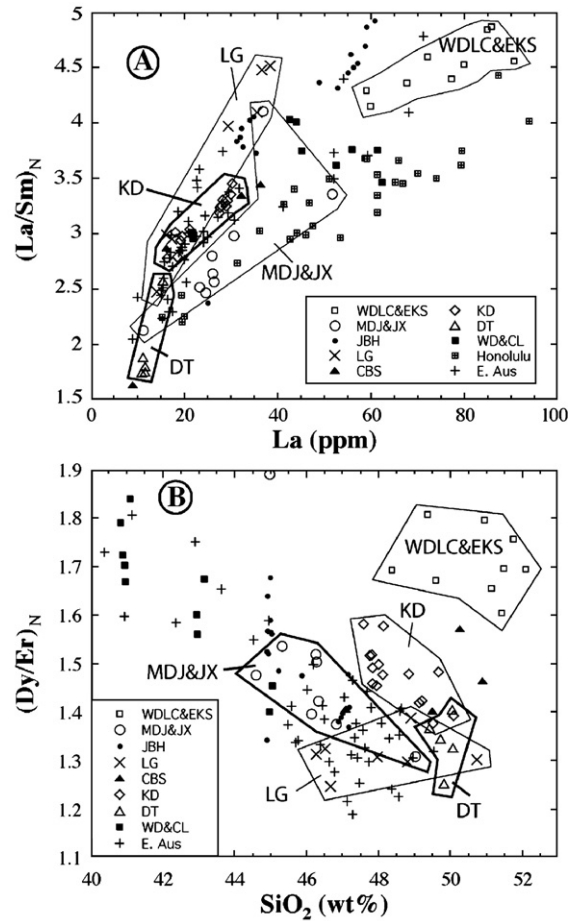 5.0
4.5
4.0
3.5
3.0
2.5
2.0
1.5
(La/Sm)N
A
LG
WDLC&EKS
KD
MDJ&JX
DT
WDLC&EKS
MDJ&JX
JBH
LG
CBS
KD
DT
WD&CL
Honolulu
E. Aus
0 20 40 60 80 100
La (ppm)
1.9
1.8
1.7
1.6
1.5
1.4
1.3
1.2
1.1
(Dy/Er)N
B
WDLC&EKS
KD
MDJ&JX
LG
DT
WDLC&EKS
MDJ&JX
JBH
LG
CBS
KD
DT
WD&CL
E. Aus
40 42 44 46 48 50 52
SiO2 (wt%)